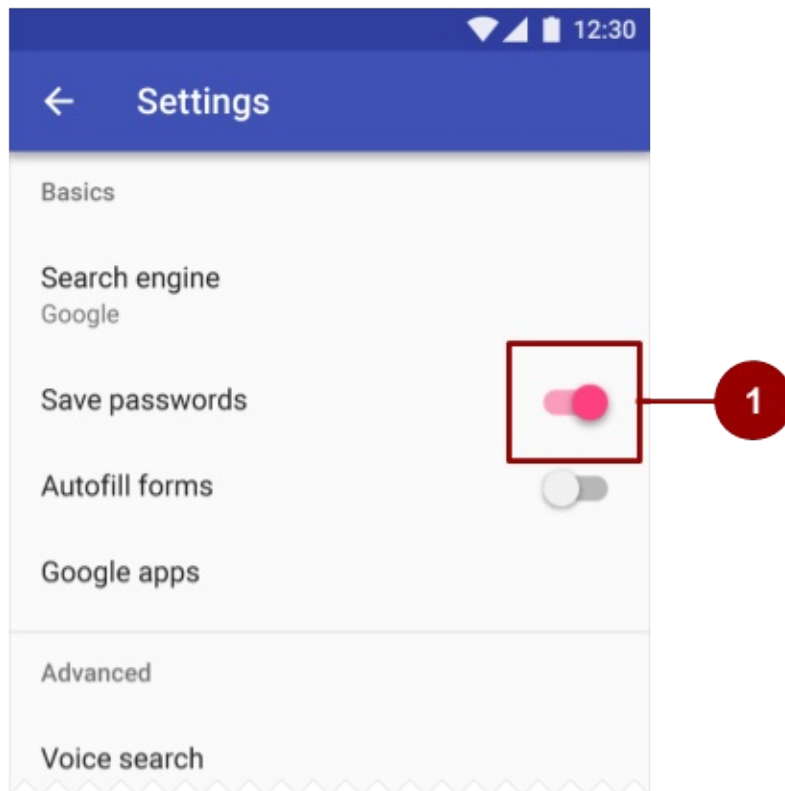 12:30
Settings
Basics
Search engine
Google
Save passwords
1
Autofill forms
Google apps
Advanced
Voice search